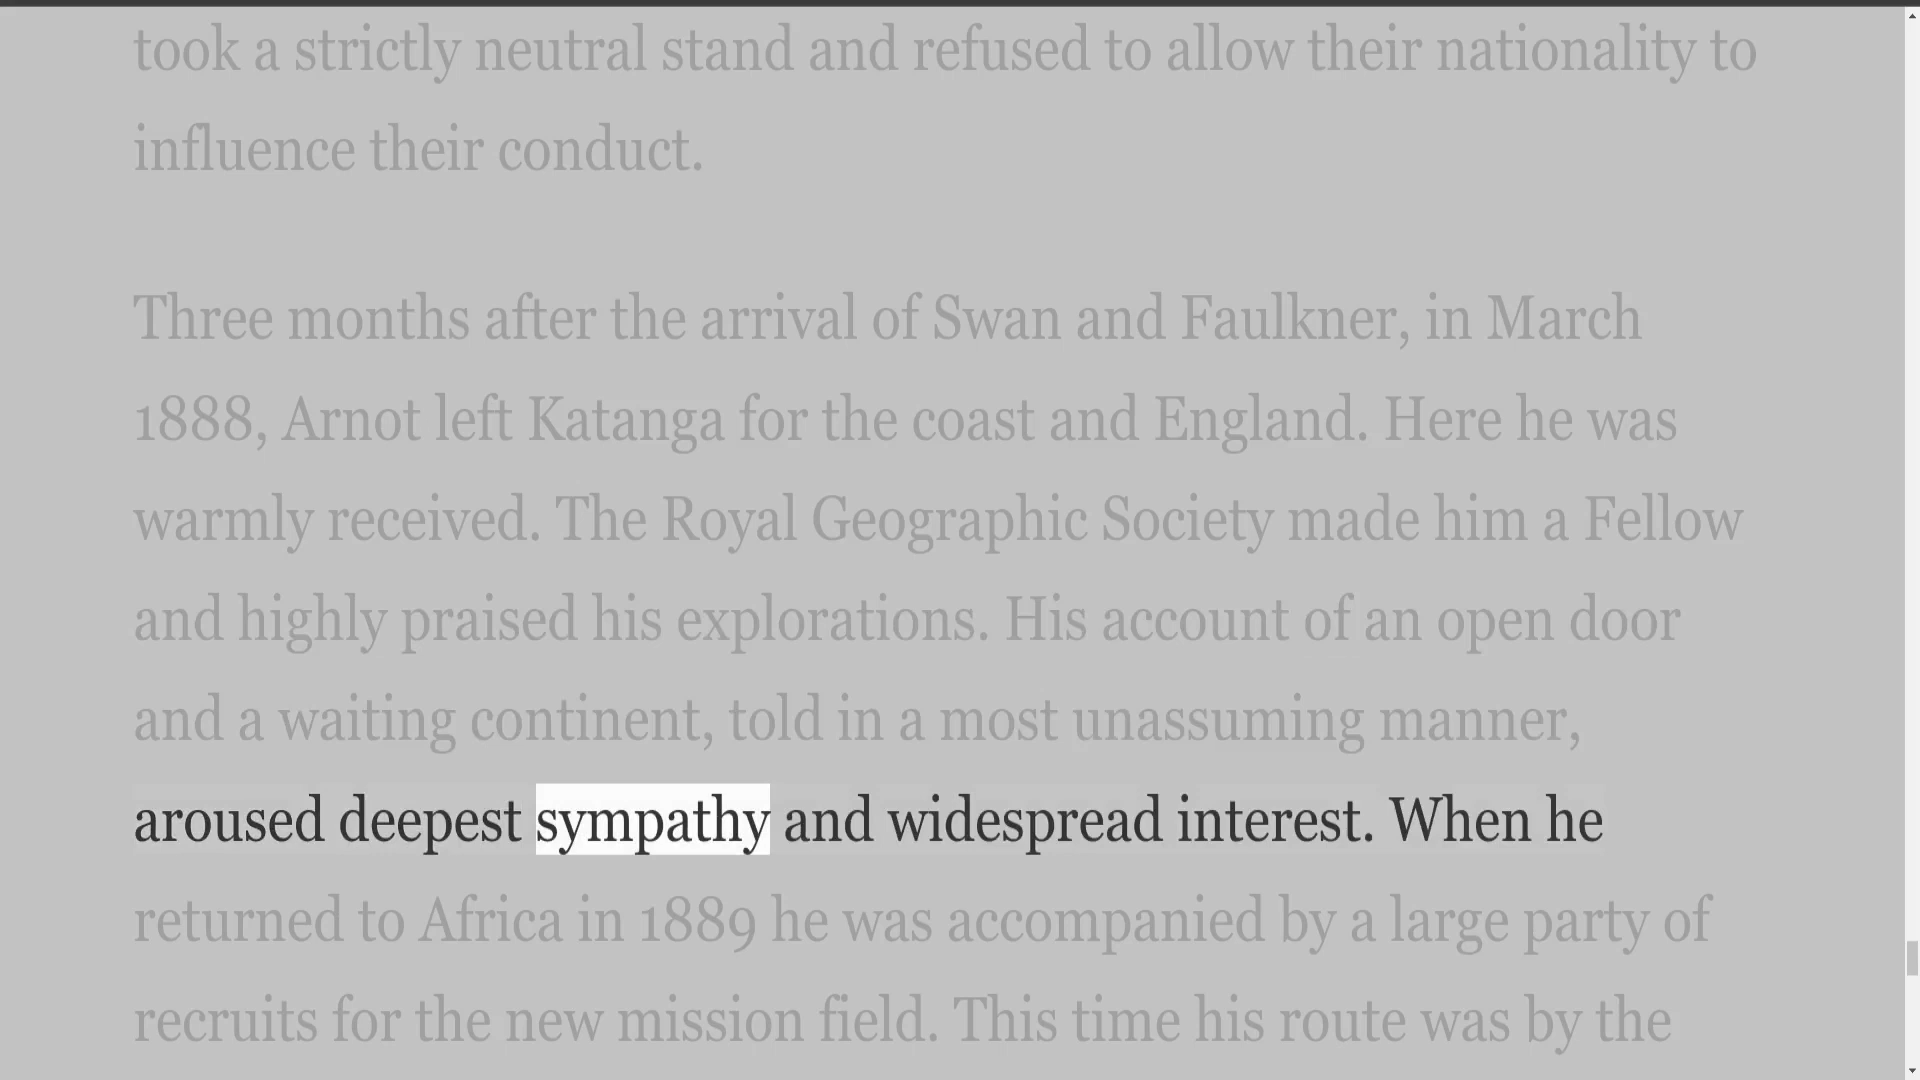 took a strictly neutral stand and refused to allow their nationality to
influence their conduct.
Three months after the arrival of Swan and Faulkner, in March
1888, Arnot left Katanga for the coast and England. Here he was
warmly received. The Royal Geographic Society made him a Fellow
and highly praised his explorations. His account of an open door
and a waiting continent, told in a most unassuming manner,
aroused deepest sympathy and widespread interest. When he
returned to Africa in 1889 he was accompanied by a large party of
recruits for the new mission field. This time his route was by the